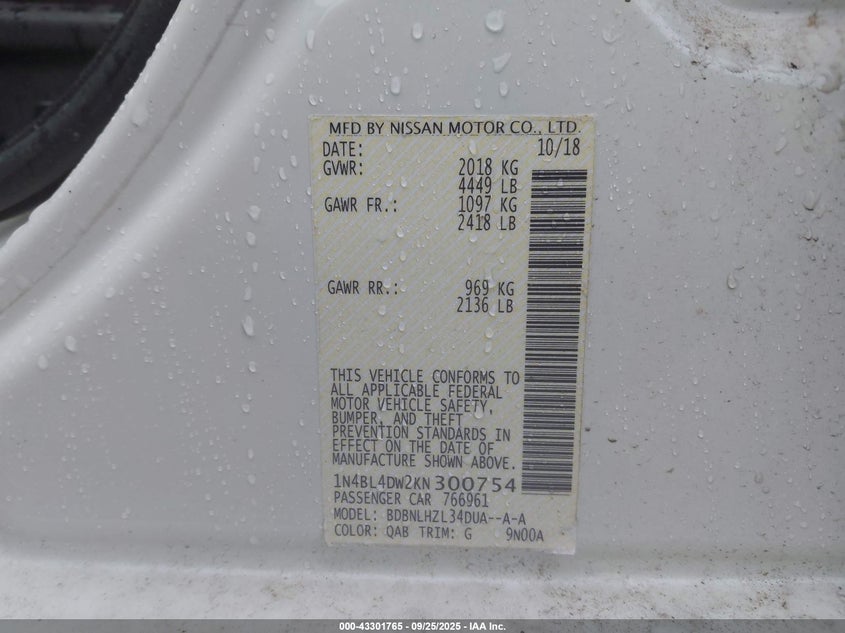 MFD BY NISSAN MOTOR CO., LTD.
DATE: 10/18
GVWR: 2018 KG
4449 LB
GAWR FR.: 1097 KG
2418 LB
GAWR RR.: 969 KG
2136 LB
THIS VEHICLE CONFORMS TO
ALL APPLICABLE FEDERAL
MOTOR VEHICLE SAFETY,
BUMPER, AND THEFT
PREVENTION STANDARDS IN
EFFECT ON THE DATE OF
MANUFACTURE SHOWN ABOVE.
1N4BL4DW2KN300754
PASSENGER CAR 766961
MODEL: BDBNLHZL34DUA--A-A
COLOR: QAB TRIM: G 9N00A
000-43301765 - 09/25/2025 - IAA Inc.